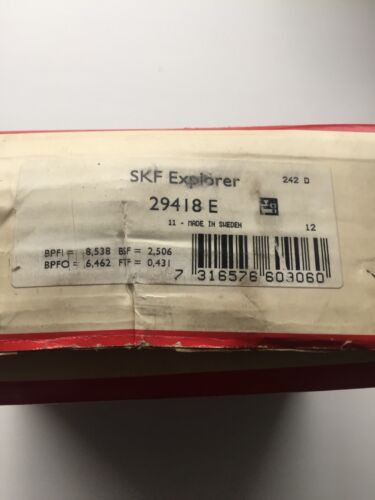 SKF Explorer
242 D
29418 E
11 - MADE IN SWEDEN
12
BPFI = 8,538 BSF = 2,506
BPFO = 6,462 FTF = 0,431
7 316576 603060